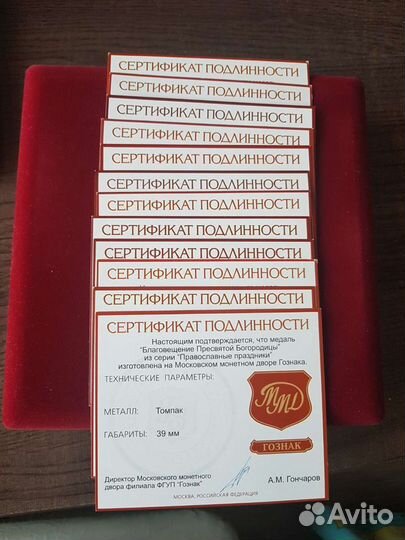 СЕРТИФИКАТ ПОДЛИННОСТИ
СЕРТИФИКАТ ПОДЛИННОСТИ
СЕРТИФИКАТ ПОДЛИННОСТИ
СЕРТИФИКАТ ПОДЛИННОСТИ
СЕРТИФИКАТ ПОДЛИННОСТИ
СЕРТИФИКАТ ПОДЛИННОСТИ
СЕРТИФИКАТ ПОДЛИННОСТИ
СЕРТИФИКАТ ПОДЛИННОСТИ
СЕРТИФИКАТ ПОДЛИННОСТИ
СЕРТИФИКАТ ПОДЛИННОСТИ
СЕРТИФИКАТ ПОДЛИННОСТИ
СЕРТИФИКАТ ПОДЛИННОСТИ
Настоящим подтверждается, что медаль
"Благовещение Пресвятой Богородицы"
из серии "Православные праздники"
изготовлена на Московском монетном дворе Гознака.
ТЕХНИЧЕСКИЕ ПАРАМЕТРЫ:
ММД
МЕТАЛЛ: Томпак
ГАБАРИТЫ: 39 мм
ГОЗНАК
Директор Московского монетного
двора филиала ФГУП "Гознак"
А.М. Гончаров
МОСКВА, РОССИЙСКАЯ ФЕДЕРАЦИЯ
Avito